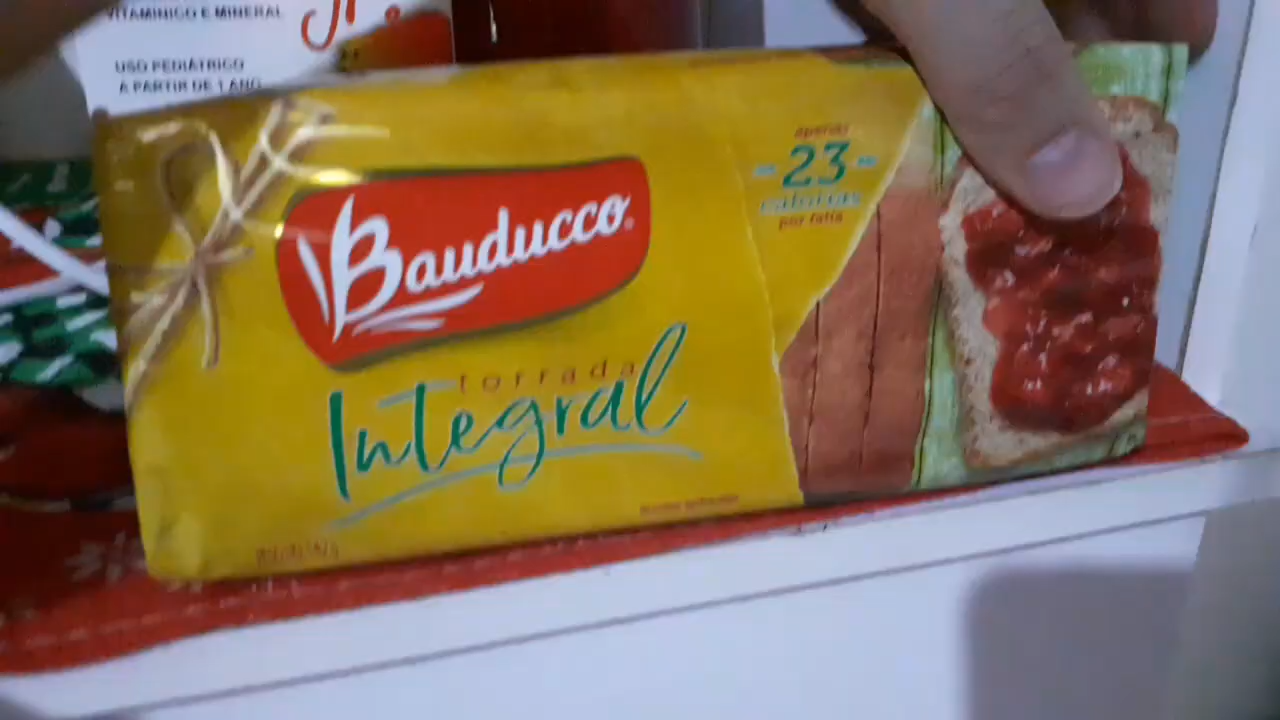 VITAMÍNICO E MINERAL
USO PEDIÁTRICO
A PARTIR DE 1 ANO
Bauducco
torrada
Integral
apenas
23
calorias
por fatia